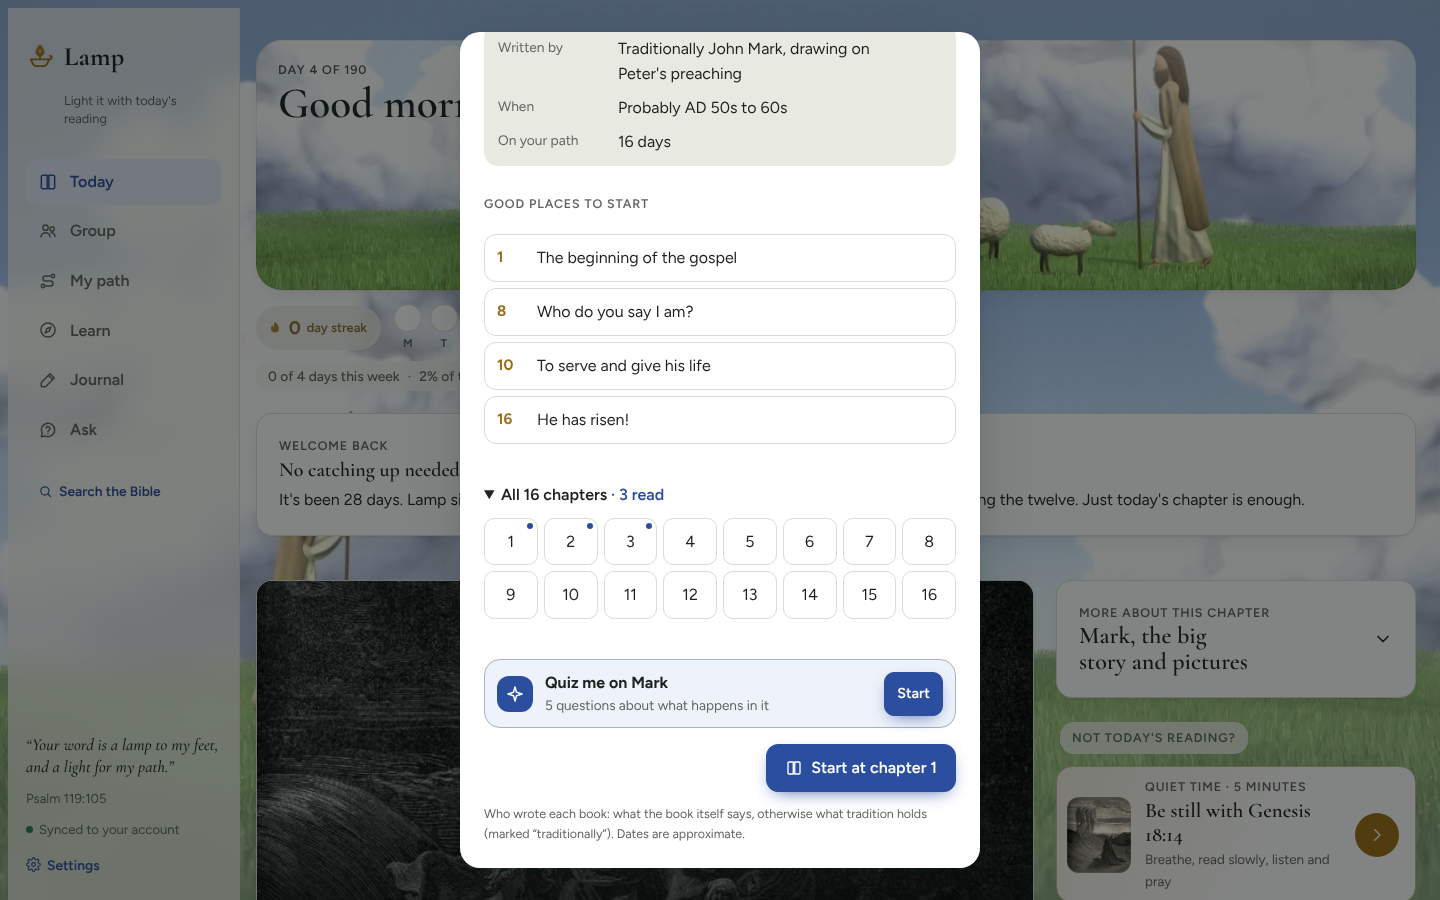 Lamp
Light it with today's
reading
Today
Group
My path
Learn
Journal
Ask
Search the Bible
“Your word is a lamp to my feet,
and a light for my path.”
Psalm 119:105
Synced to your account
Settings
DAY 4 OF 190
Good morn
0 day streak
M T
0 of 4 days this week · 2% of t
WELCOME BACK
No catching up needed
It's been 28 days. Lamp si
ng the twelve. Just today's chapter is enough.
Written by
Traditionally John Mark, drawing on
Peter's preaching
When
Probably AD 50s to 60s
On your path
16 days
GOOD PLACES TO START
1 The beginning of the gospel
8 Who do you say I am?
10 To serve and give his life
16 He has risen!
All 16 chapters · 3 read
1 2 3 4 5 6 7 8
9 10 11 12 13 14 15 16
Quiz me on Mark
5 questions about what happens in it
Start
Start at chapter 1
Who wrote each book: what the book itself says, otherwise what tradition holds
(marked “traditionally”). Dates are approximate.
MORE ABOUT THIS CHAPTER
Mark, the big
story and pictures
NOT TODAY'S READING?
QUIET TIME · 5 MINUTES
Be still with Genesis
18:14
Breathe, read slowly, listen and
pray